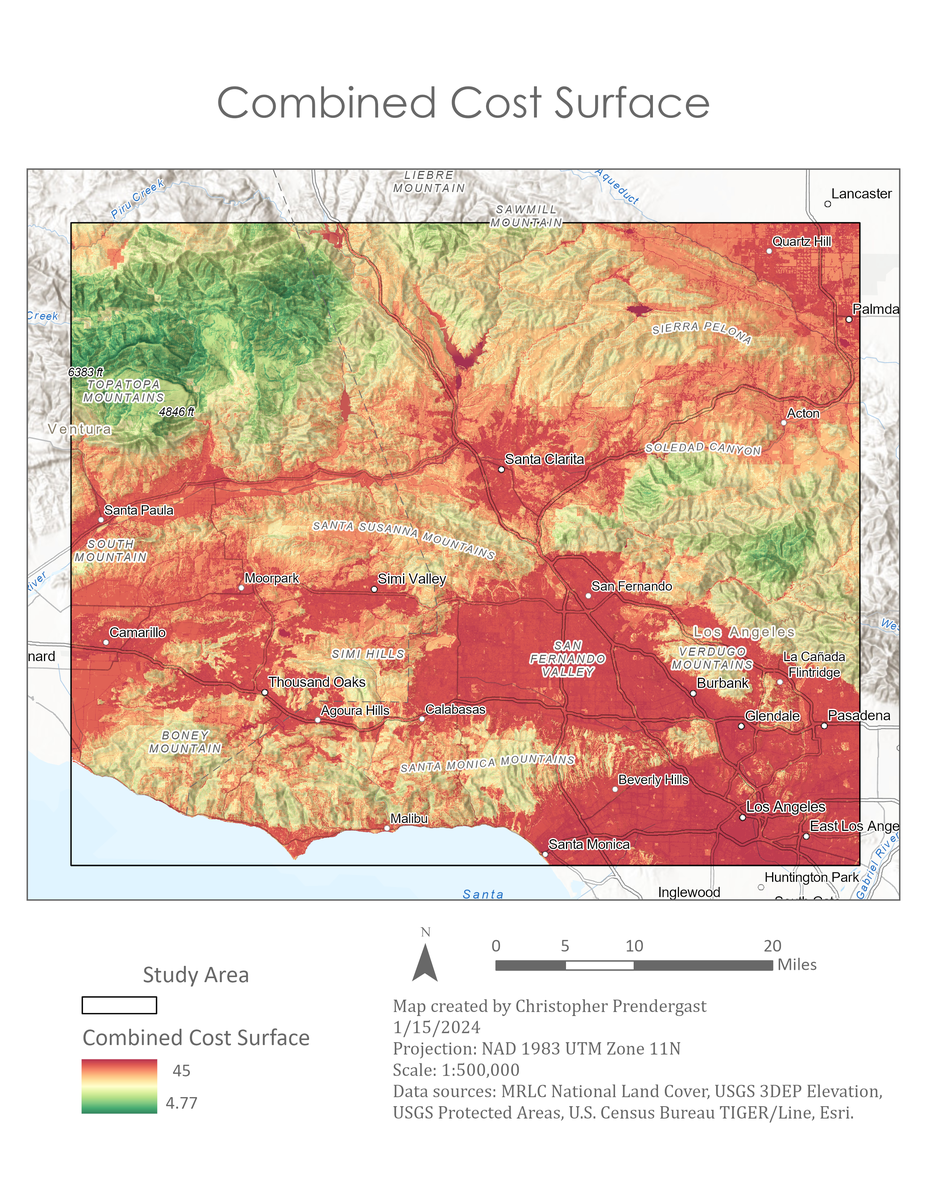 Combined Cost Surface
LIEBRE
MOUNTAIN
Aqueduct
Piru Creek
Lancaster
SAWMILL
MOUNTAIN
Quartz Hill
Creek
Palmda
SIERRA PELONA
6383 ft
TOPATOPA
MOUNTAINS
4846 ft
Acton
Ventura
SOLEDAD CANYON
Santa Clarita
Santa Paula
SANTA SUSANNA MOUNTAINS
SOUTH
MOUNTAIN
River
Moorpark
Simi Valley
San Fernando
Camarillo
Los Angeles
Wes
nard
SIMI HILLS
SAN
FERNANDO
VALLEY
VERDUGO
MOUNTAINS
La Cañada
Flintridge
Thousand Oaks
Burbank
Agoura Hills
Calabasas
Glendale
Pasadena
BONEY
MOUNTAIN
SANTA MONICA MOUNTAINS
Beverly Hills
Malibu
Los Angeles
East Los Ange
Santa Monica
Gabriel River
Huntington Park
Santa
Inglewood
N
0 5 10 20
Miles
Study Area
Combined Cost Surface
45
4.77
Map created by Christopher Prendergast
1/15/2024
Projection: NAD 1983 UTM Zone 11N
Scale: 1:500,000
Data sources: MRLC National Land Cover, USGS 3DEP Elevation,
USGS Protected Areas, U.S. Census Bureau TIGER/Line, Esri.